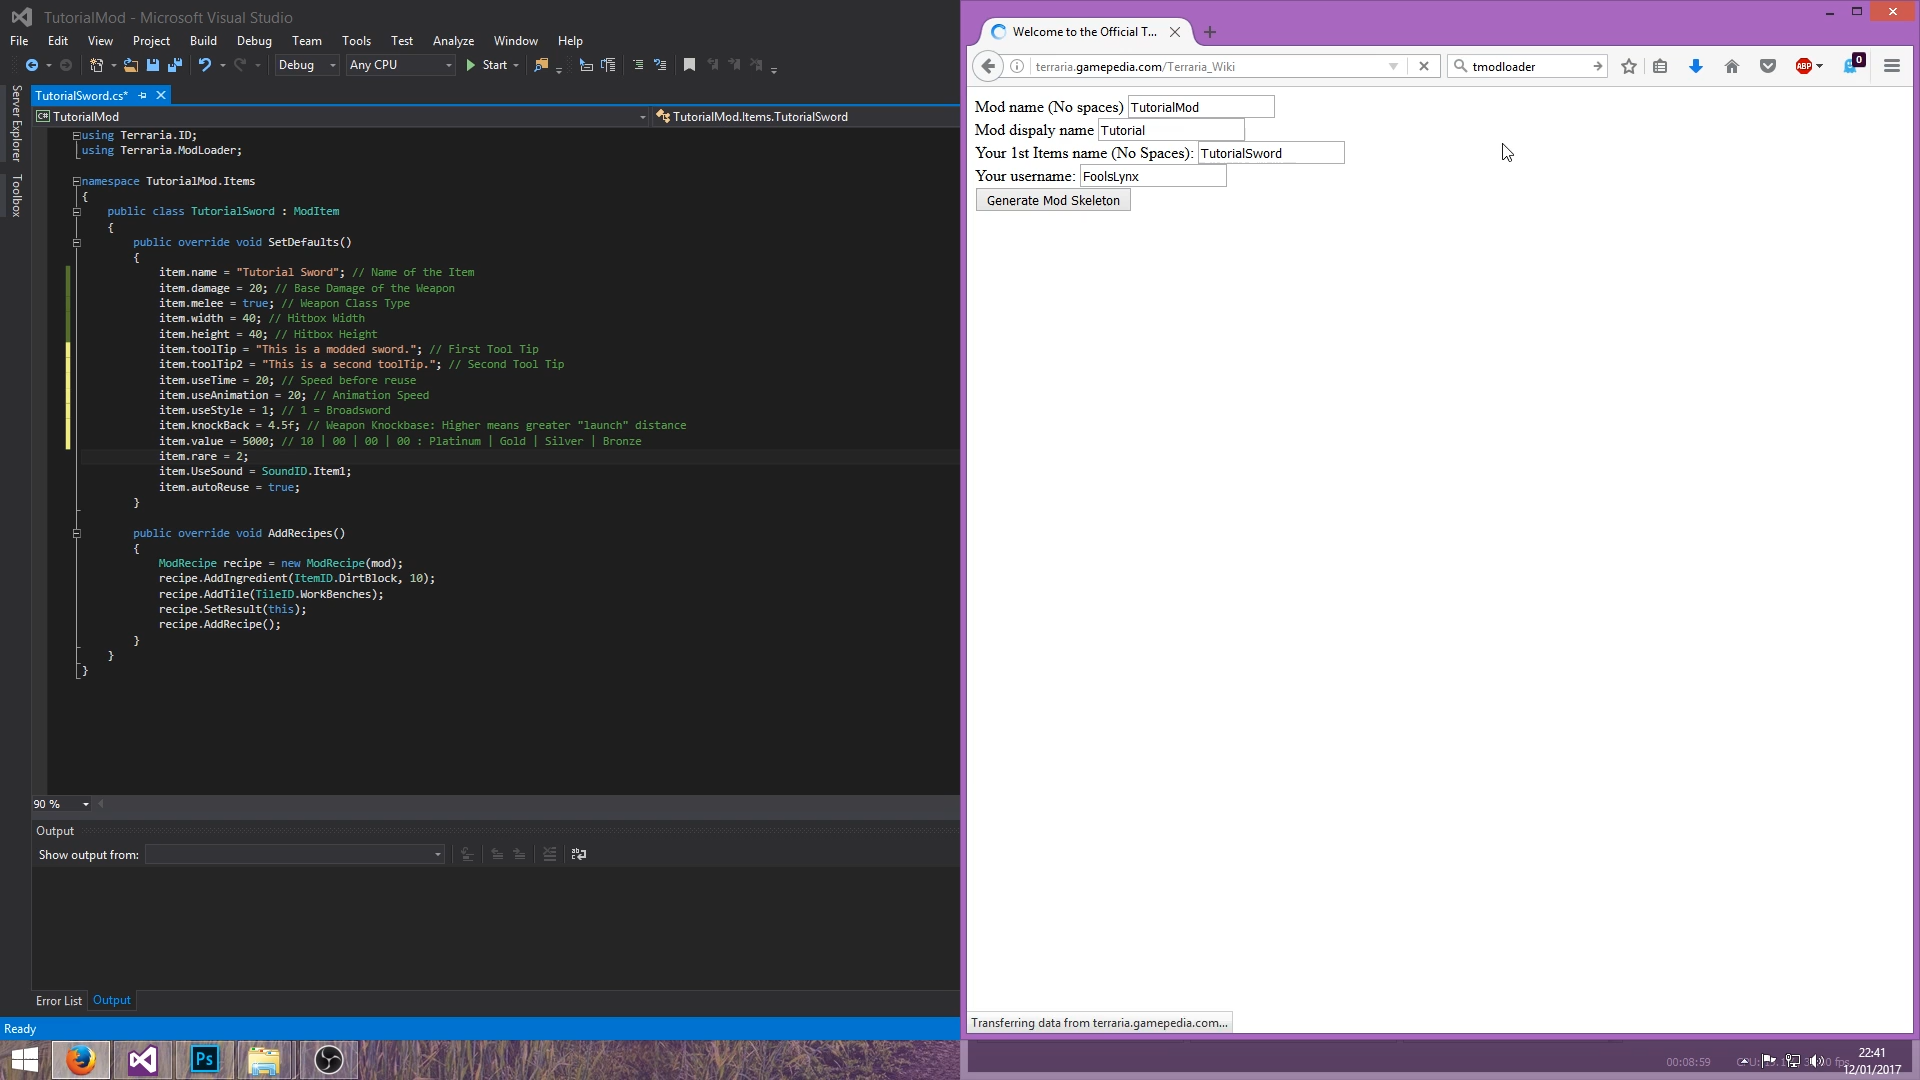 TutorialMod - Microsoft Visual Studio
File Edit View Project Build Debug Team Tools Test Analyze Window Help
Debug Any CPU Start
Server Explorer
Toolbox
TutorialSword.cs*
TutorialMod TutorialMod.Items.TutorialSword
using Terraria.ID;
using Terraria.ModLoader;
namespace TutorialMod.Items
{
public class TutorialSword : ModItem
{
public override void SetDefaults()
{
item.name = "Tutorial Sword"; // Name of the Item
item.damage = 20; // Base Damage of the Weapon
item.melee = true; // Weapon Class Type
item.width = 40; // Hitbox Width
item.height = 40; // Hitbox Height
item.toolTip = "This is a modded sword."; // First Tool Tip
item.toolTip2 = "This is a second toolTip."; // Second Tool Tip
item.useTime = 20; // Speed before reuse
item.useAnimation = 20; // Animation Speed
item.useStyle = 1; // 1 = Broadsword
item.knockBack = 4.5f; // Weapon Knockbase: Higher means greater "launch" distance
item.value = 5000; // 10 | 00 | 00 | 00 : Platinum | Gold | Silver | Bronze
item.rare = 2;
item.UseSound = SoundID.Item1;
item.autoReuse = true;
}
public override void AddRecipes()
{
ModRecipe recipe = new ModRecipe(mod);
recipe.AddIngredient(ItemID.DirtBlock, 10);
recipe.AddTile(TileID.WorkBenches);
recipe.SetResult(this);
recipe.AddRecipe();
}
}
}
90 %
Output
Show output from:
Error List Output
Ready
Welcome to the Official T...
terraria.gamepedia.com/Terraria_Wiki
tmodloader
ABP
0
Mod name (No spaces) TutorialMod
Mod dispaly name Tutorial
Your 1st Items name (No Spaces): TutorialSword
Your username: FoolsLynx
Generate Mod Skeleton
Transferring data from terraria.gamepedia.com...
Ps
00:08:59
22:41
12/01/2017